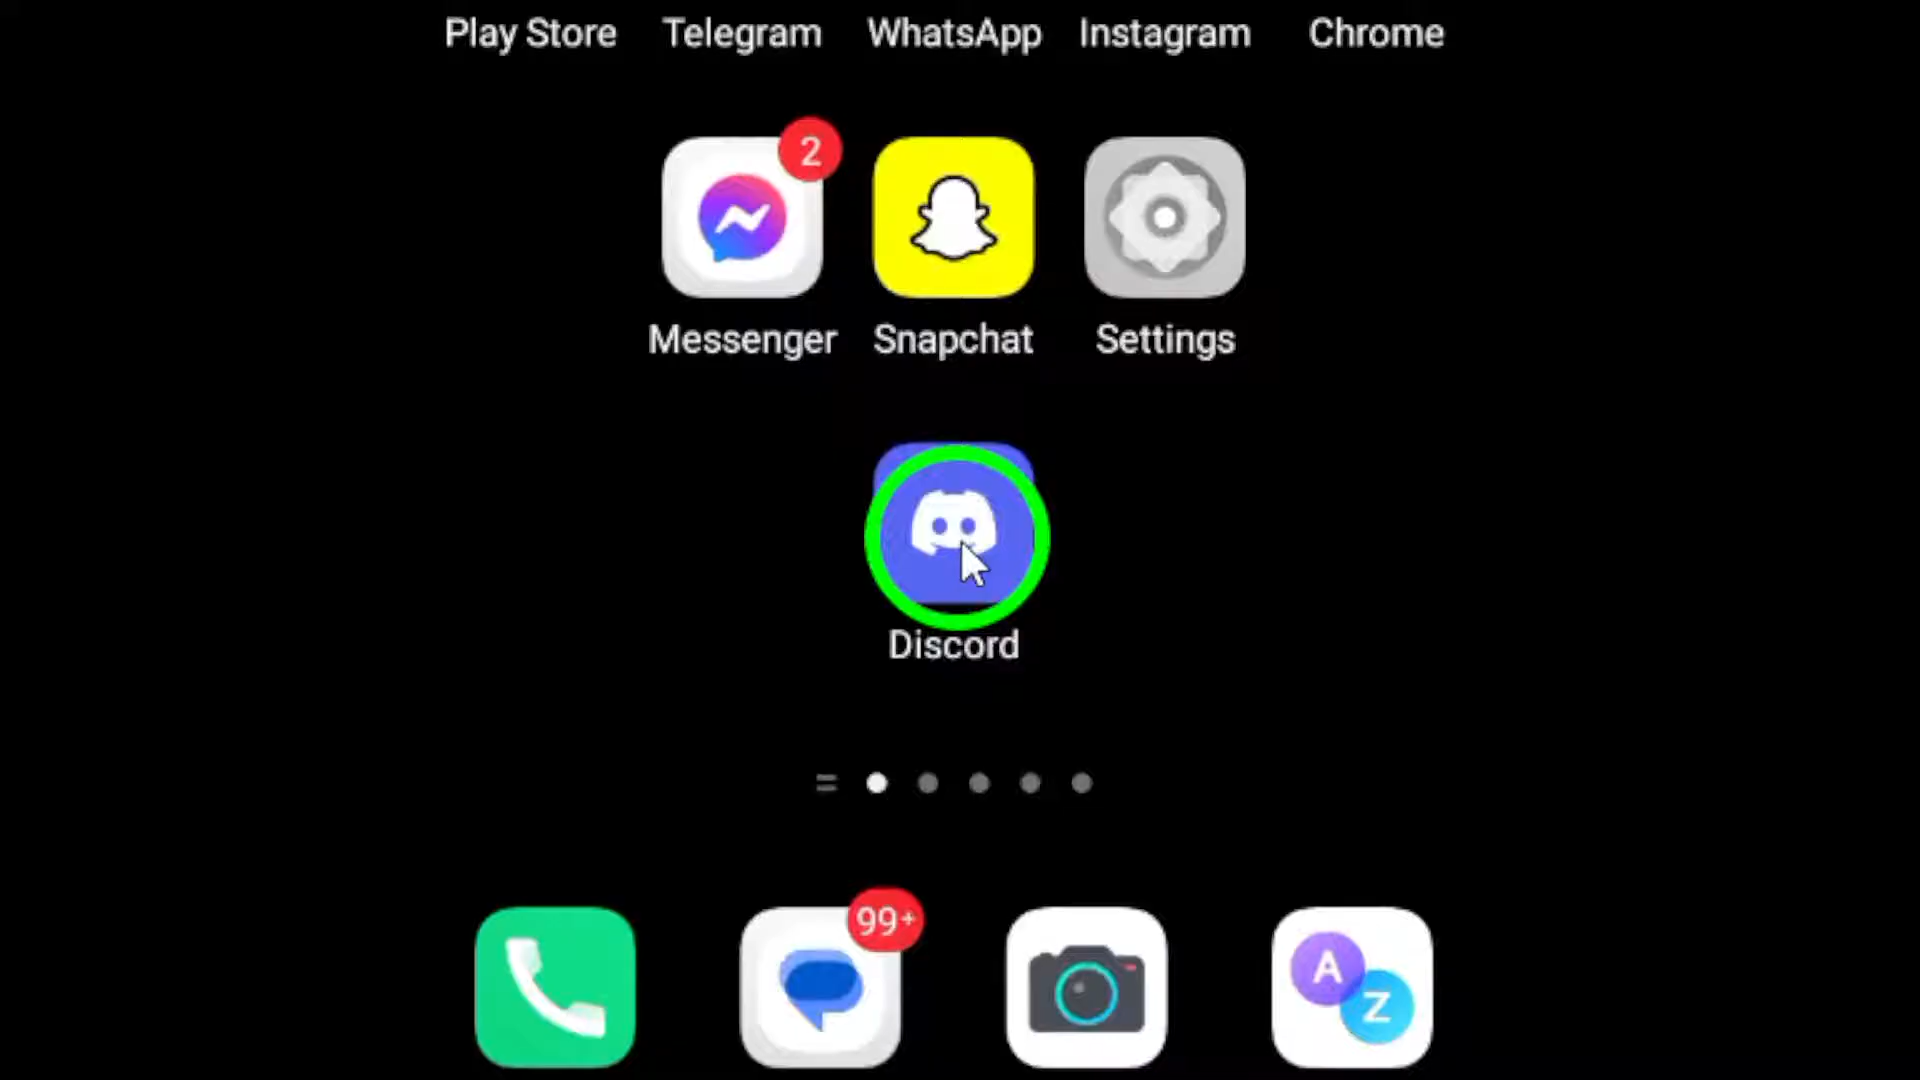 Play Store Telegram WhatsApp Instagram Chrome
2
Messenger Snapchat Settings
Discord
99+
A
Z